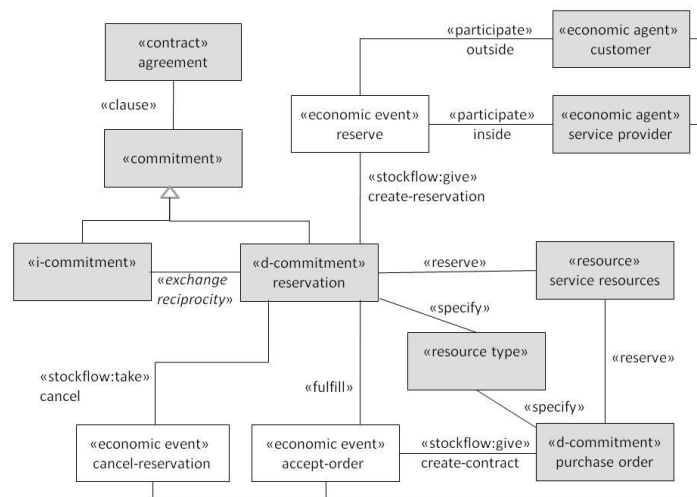 «contract»
agreement
«participate»
outside
«economic agent»
customer
«clause»
«commitment»
«economic event»
reserve
«participate»
inside
«economic agent»
service provider
«stockflow:give»
create-reservation
«i-commitment»
«exchange
reciprocity»
«d-commitment»
reservation
«reserve»
«resource»
service resources
«specify»
«resource type»
«reserve»
«stockflow:take»
cancel
«fulfill»
«specify»
«economic event»
cancel-reservation
«economic event»
accept-order
«stockflow:give»
create-contract
«d-commitment»
purchase order